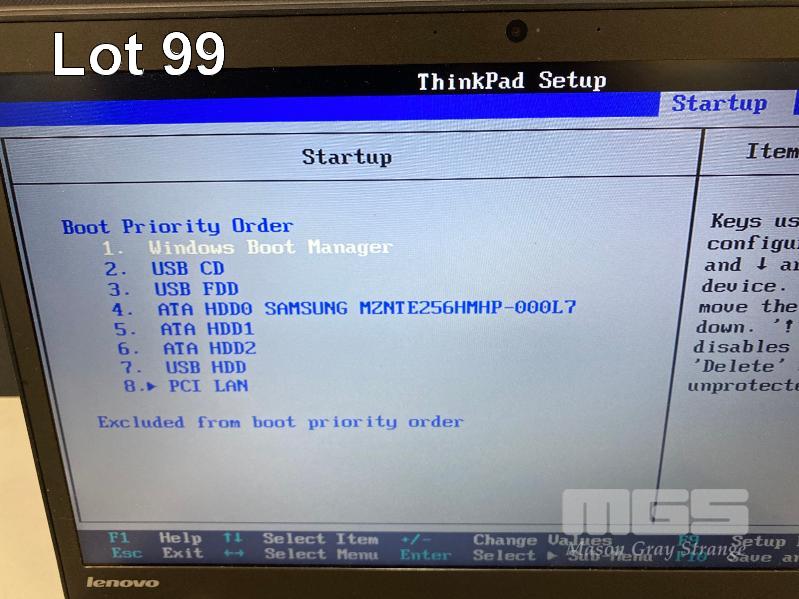 Lot 99
ThinkPad Setup
Startup
Startup
Item
Boot Priority Order
1. Windows Boot Manager
2. USB CD
3. USB FDD
4. ATA HDD0 SAMSUNG MZNTE256HMHP-000L7
5. ATA HDD1
6. ATA HDD2
7. USB HDD
8.▸ PCI LAN
Excluded from boot priority order
Keys us
configu
and ↓ a
device.
move the
down. '↑
disables
'Delete'
unprotecte
MGS
Mason Gray Strange
F1 Help ↑↓ Select Item +/- Change Values F9 Setup
Esc Exit ←→ Select Menu Enter Select ▸ Sub-Menu F10 Save a
lenovo